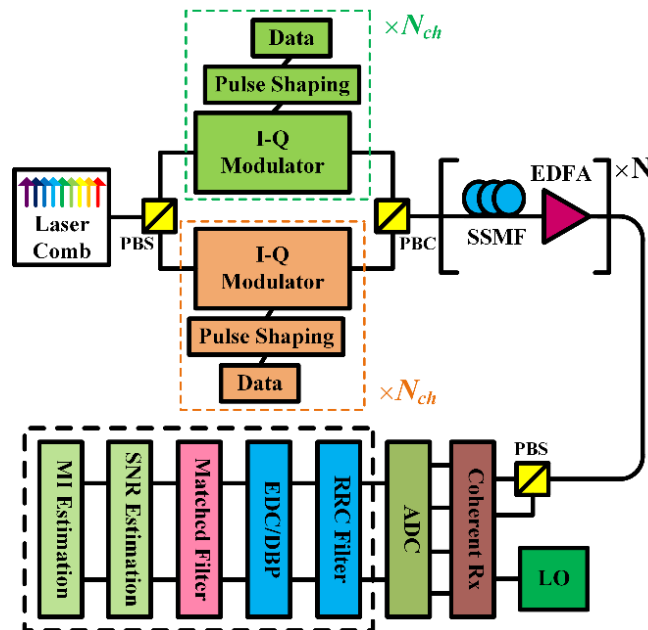 ×N_ch
Data
Pulse Shaping
I-Q
Modulator
Laser
Comb
PBS
PBC
SSMF
EDFA
×N
I-Q
Modulator
Pulse Shaping
Data
×N_ch
MI Estimation
SNR Estimation
Matched Filter
EDC/DBP
RRC Filter
ADC
Coherent Rx
PBS
LO